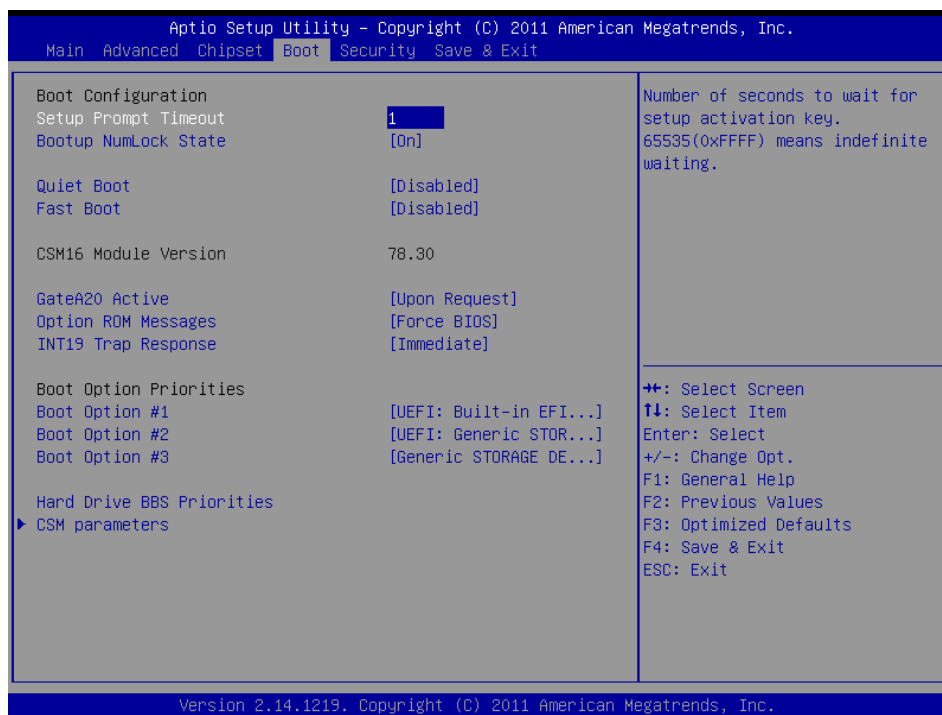 Aptio Setup Utility – Copyright (C) 2011 American Megatrends, Inc.
Main Advanced Chipset Boot Security Save & Exit
Boot Configuration
Setup Prompt Timeout 1
Bootup NumLock State [On]
Quiet Boot [Disabled]
Fast Boot [Disabled]
CSM16 Module Version 78.30
GateA20 Active [Upon Request]
Option ROM Messages [Force BIOS]
INT19 Trap Response [Immediate]
Boot Option Priorities
Boot Option #1 [UEFI: Built-in EFI...]
Boot Option #2 [UEFI: Generic STOR...]
Boot Option #3 [Generic STORAGE DE...]
Hard Drive BBS Priorities
CSM parameters
Number of seconds to wait for
setup activation key.
65535(0xFFFF) means indefinite
waiting.
→←: Select Screen
↑↓: Select Item
Enter: Select
+/-: Change Opt.
F1: General Help
F2: Previous Values
F3: Optimized Defaults
F4: Save & Exit
ESC: Exit
Version 2.14.1219. Copyright (C) 2011 American Megatrends, Inc.